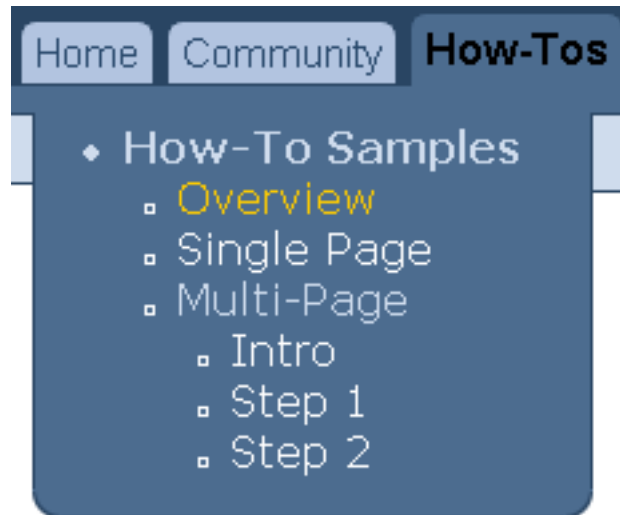 Home Community How-Tos
How-To Samples
Overview
Single Page
Multi-Page
Intro
Step 1
Step 2